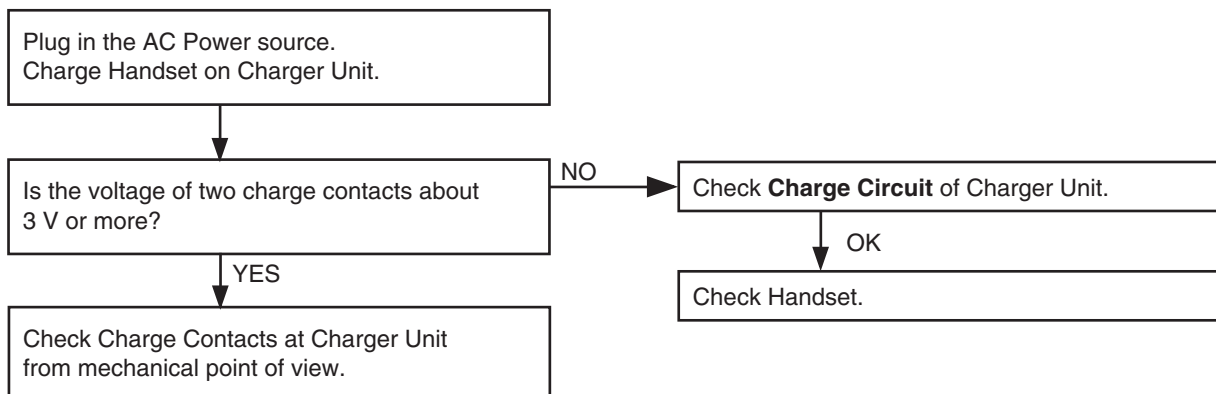 Plug in the AC Power source.
Charge Handset on Charger Unit.
Is the voltage of two charge contacts about
3 V or more?
NO
Check Charge Circuit of Charger Unit.
OK
Check Handset.
YES
Check Charge Contacts at Charger Unit
from mechanical point of view.